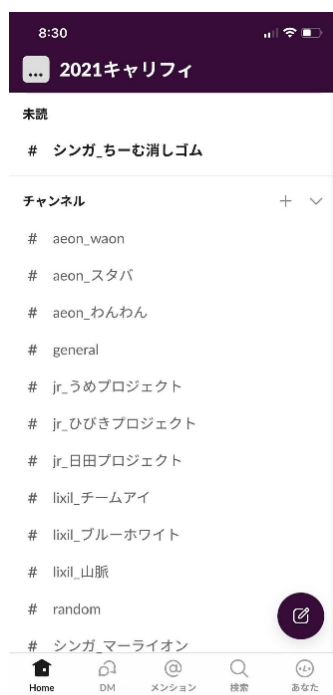 8:30
... 2021キャリフィ
未読
# シンガ_ちーむ消しゴム
チャンネル
# aeon_waon
# aeon_スタバ
# aeon_わんわん
# general
# jr_うめプロジェクト
# jr_ひびきプロジェクト
# jr_日田プロジェクト
# lixil_チームアイ
# lixil_ブルーホワイト
# lixil_山脈
# random
# シンガ_マーライオン
Home DM メンション 検索 あなた